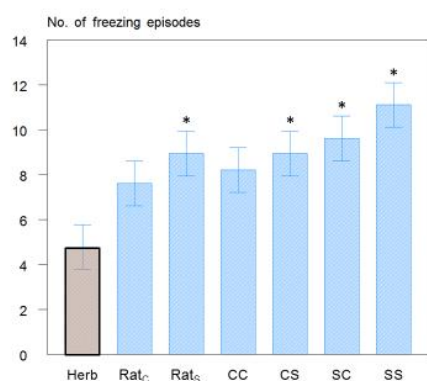 No. of freezing episodes
14
12
10
8
6
4
2
0
* * * *
Herb Ratc Rats CC CS SC SS